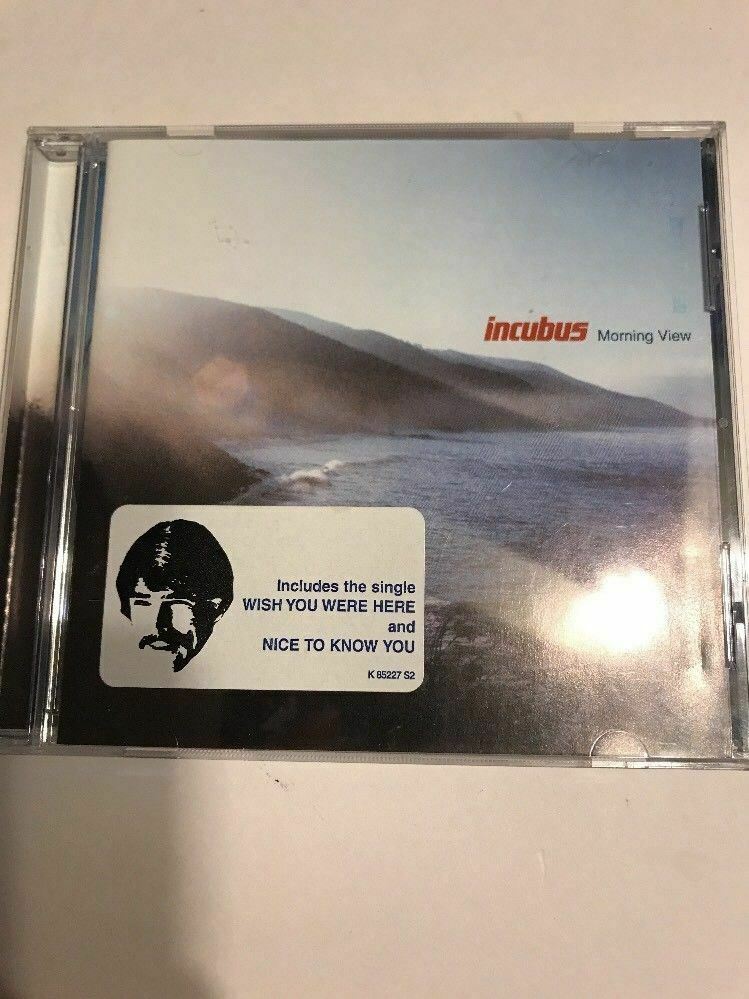 incubus Morning View
Includes the single
WISH YOU WERE HERE
and
NICE TO KNOW YOU
K 85227 S2